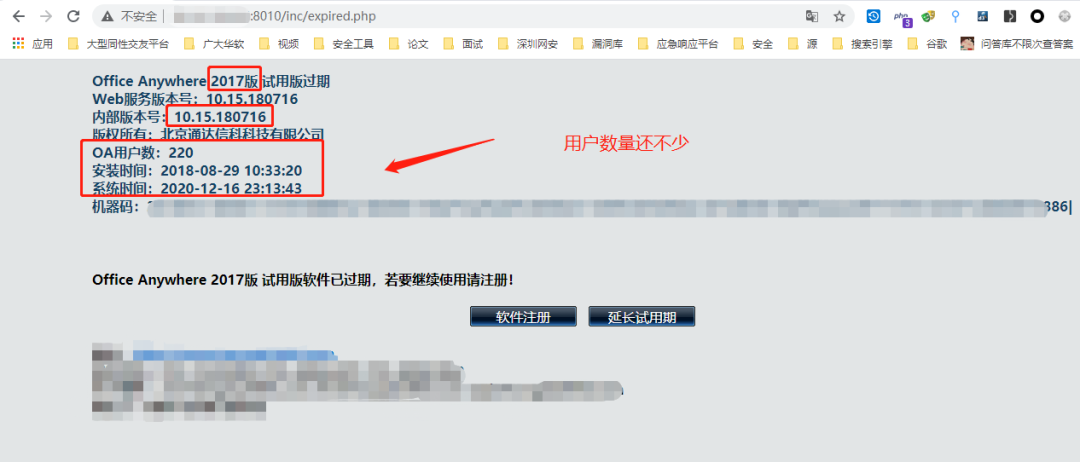 不安全
:8010/inc/expired.php
php
3
应用
大型同性交友平台
广大华软
视频
安全工具
论文
面试
深圳网安
漏洞库
应急响应平台
安全
源
搜索引擎
谷歌
问答库不限次查答案
Office Anywhere 2017版 试用版过期
Web服务版本号：10.15.180716
内部版本号：10.15.180716
版权所有：北京通达信科科技有限公司
OA用户数：220
用户数量还不少
安装时间：2018-08-29 10:33:20
系统时间：2020-12-16 23:13:43
机器码：
386|
Office Anywhere 2017版 试用版软件已过期，若要继续使用请注册！
软件注册
延长试用期